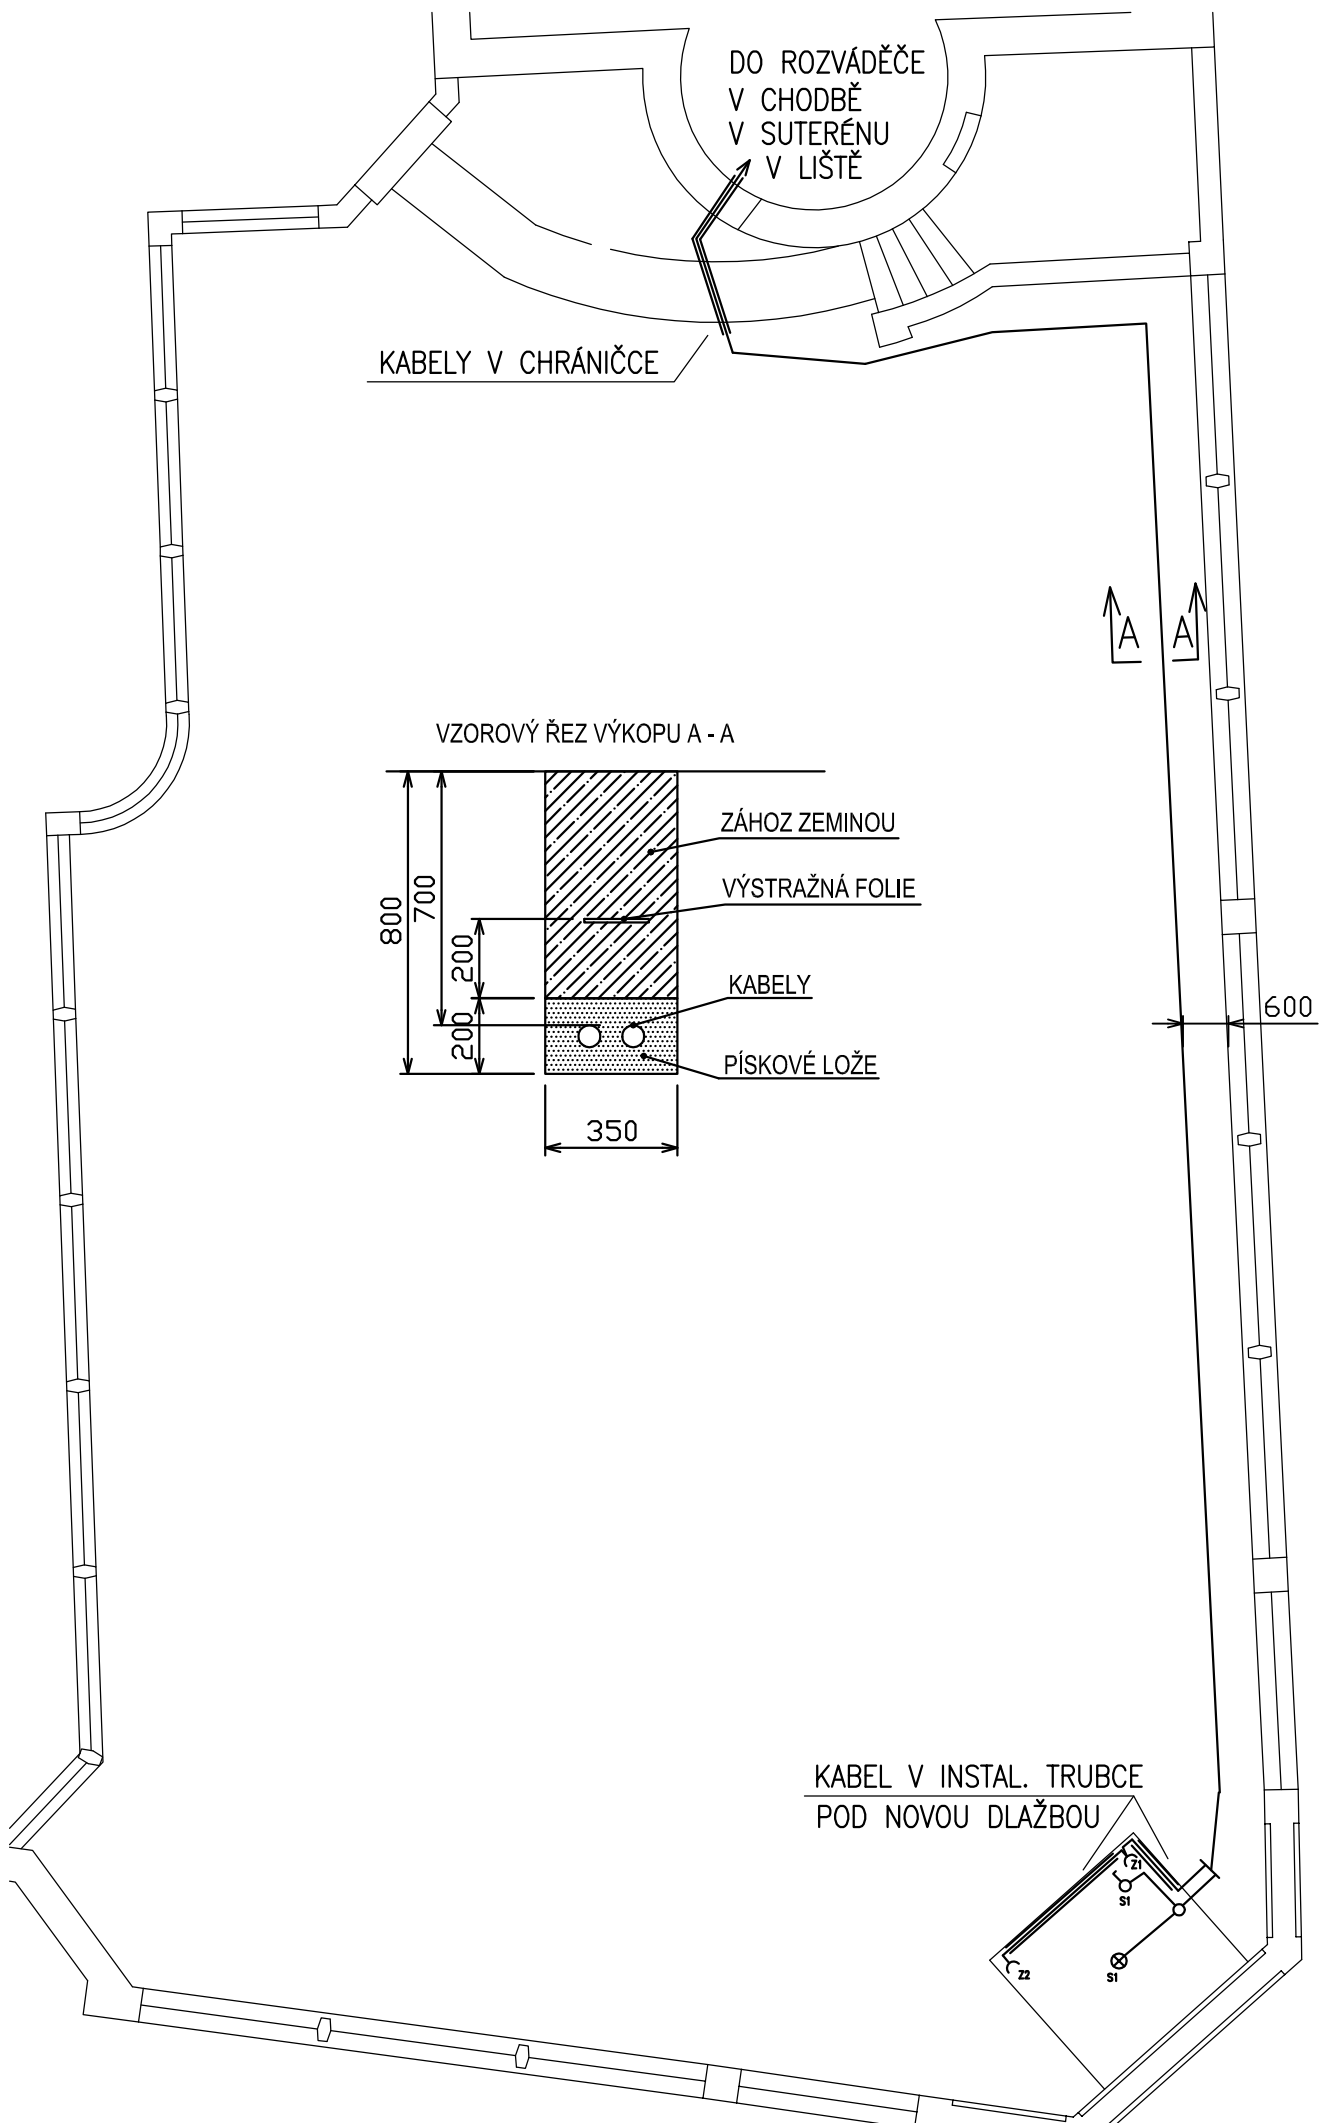 DO ROZVÁDĚČE
V CHODBĚ
V SUTERÉNU
V LIŠTĚ
KABELY V CHRÁNIČCE
A A
VZOROVÝ ŘEZ VÝKOPU A - A
ZÁHOZ ZEMINOU
VÝSTRAŽNÁ FOLIE
KABELY
PÍSKOVÉ LOŽE
800
700
200
200
350
600
KABEL V INSTAL. TRUBCE
POD NOVOU DLAŽBOU
Z1
S1
Z2
S1